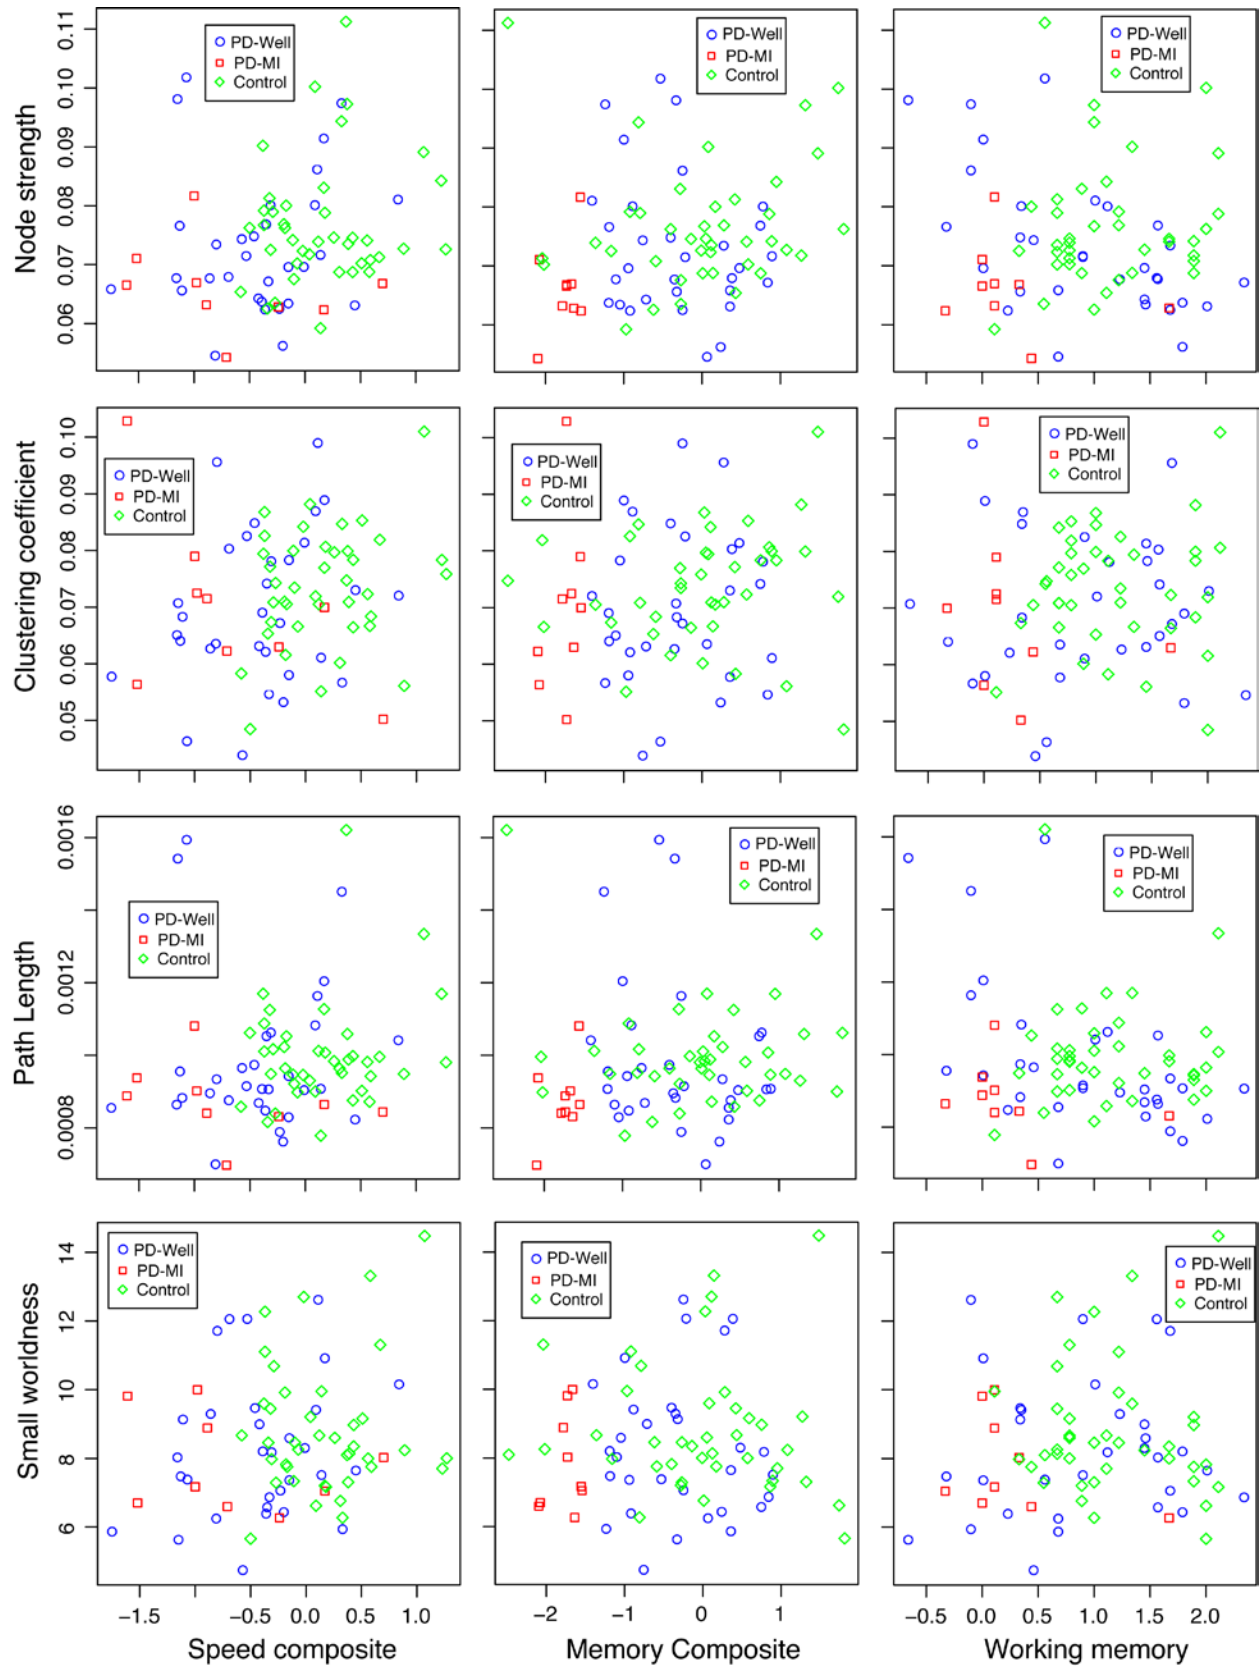 Node strength
0.11
0.10
0.09
0.08
0.07
0.06
PD-Well
PD-MI
Control
PD-Well
PD-MI
Control
PD-Well
PD-MI
Control
Clustering coefficient
0.10
0.09
0.08
0.07
0.06
0.05
PD-Well
PD-MI
Control
PD-Well
PD-MI
Control
PD-Well
PD-MI
Control
Path Length
0.0016
0.0012
0.0008
PD-Well
PD-MI
Control
PD-Well
PD-MI
Control
PD-Well
PD-MI
Control
Small worldness
14
12
10
8
6
PD-Well
PD-MI
Control
PD-Well
PD-MI
Control
PD-Well
PD-MI
Control
−1.5 −0.5 0.0 0.5 1.0
−2 −1 0 1
−0.5 0.0 0.5 1.0 1.5 2.0
Speed composite
Memory Composite
Working memory